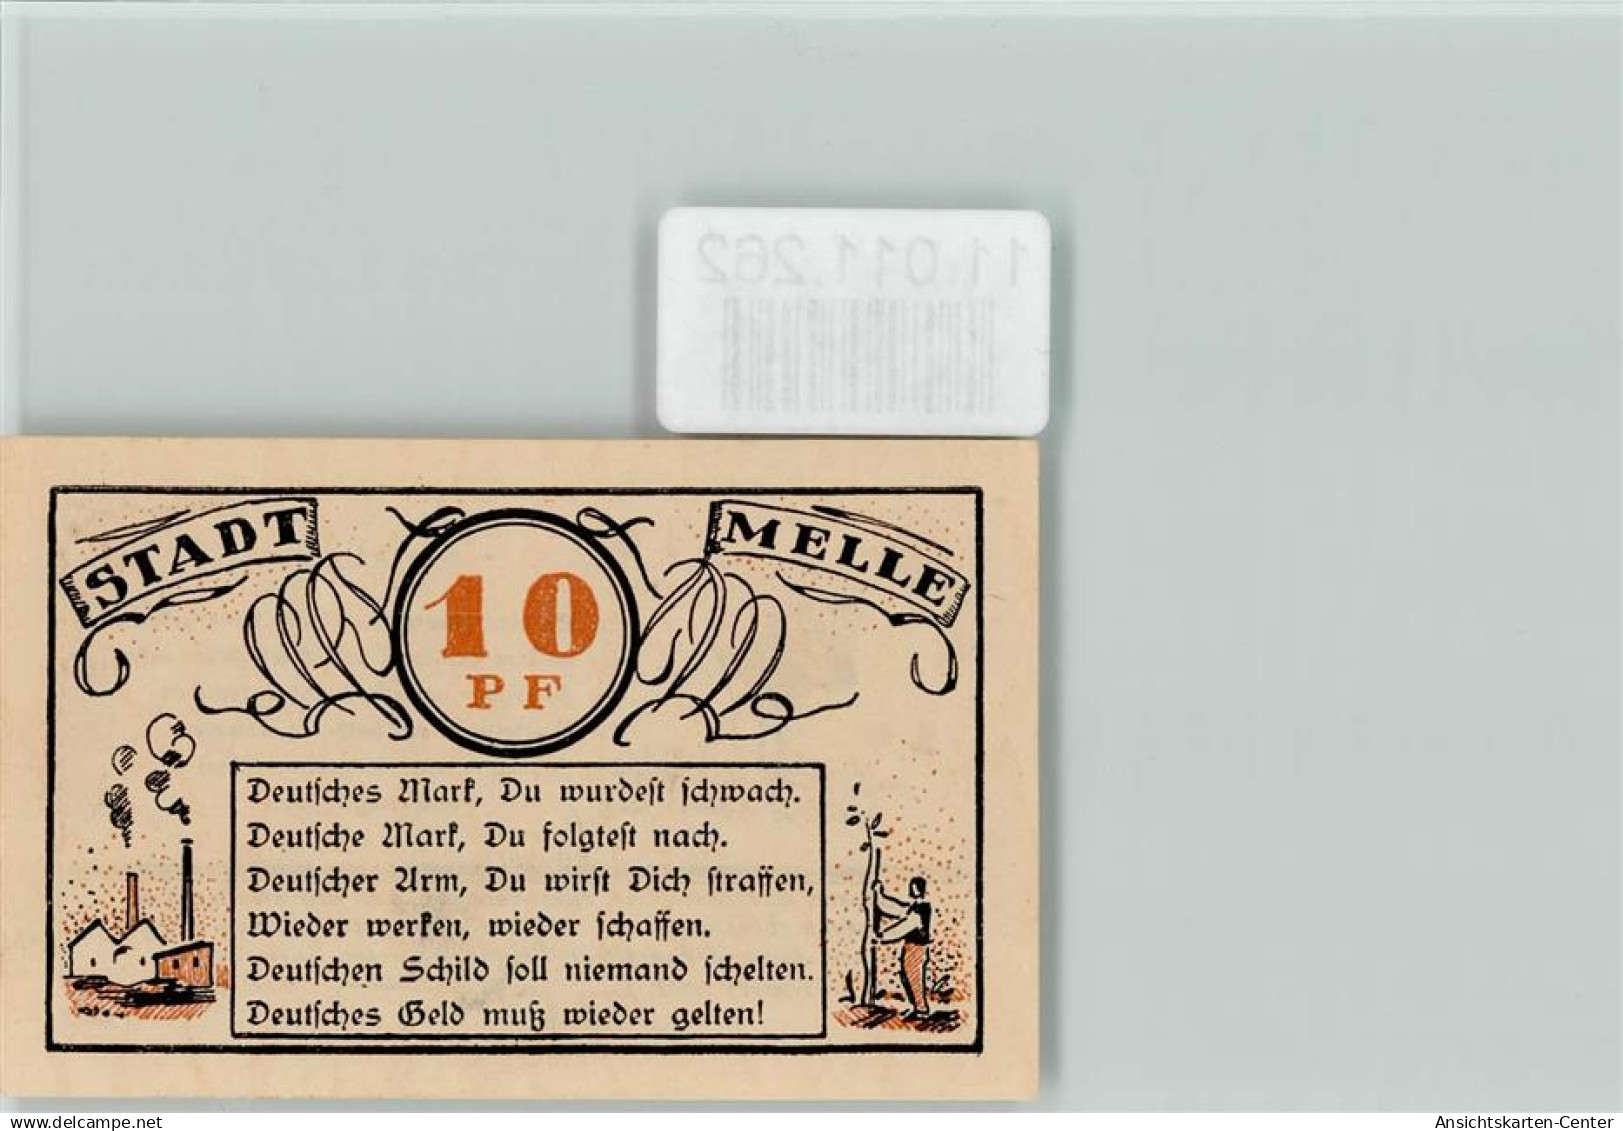 11.011.262
STADT MELLE
10
PF
Deutsches Mark, Du wurdest schwach.
Deutsche Mark, Du folgtest nach.
Deutscher Arm, Du wirst Dich straffen,
Wieder werken, wieder schaffen.
Deutschen Schild soll niemand schelten.
Deutsches Geld muß wieder gelten!
delcampe.net
Ansichtskarten-Center